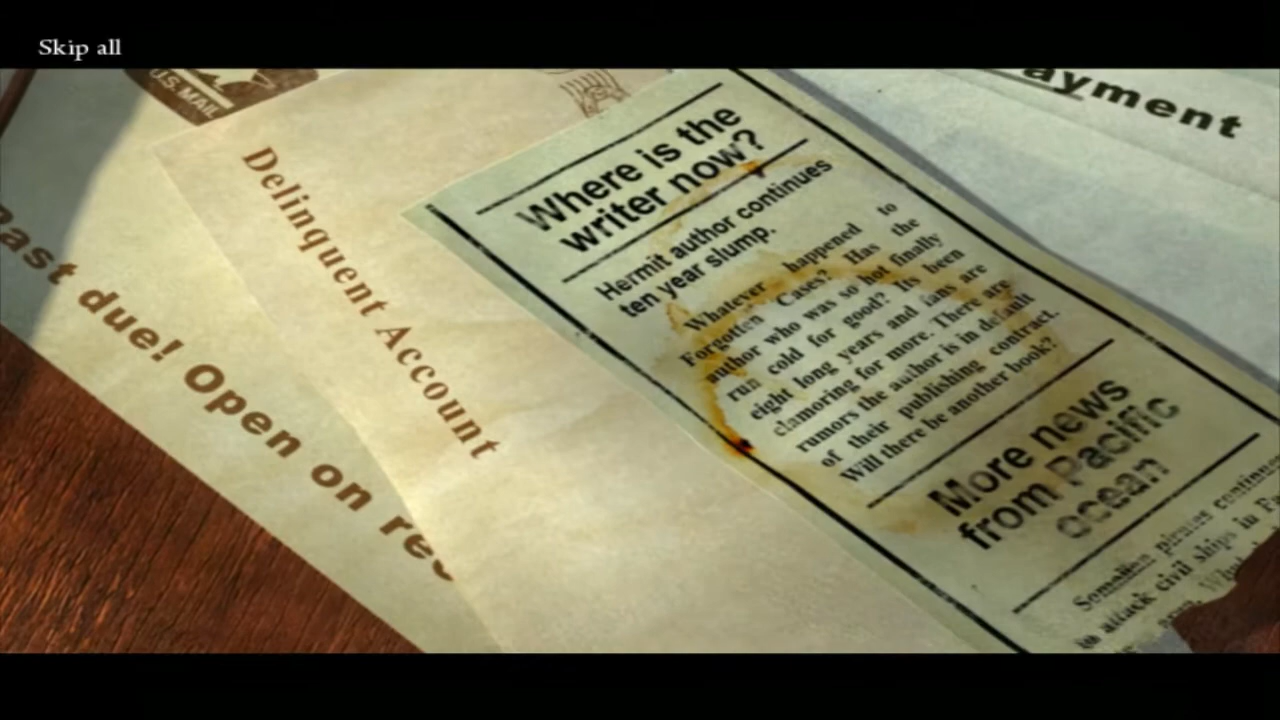 Skip all
U.S. MAIL
past due! Open on rec
Delinquent Account
Where is the
writer now?
Hermit author continues
ten year slump.
Whatever happened to
Forgotten Cases? Has the
author who was so hot finally
run cold for good? Its been
eight long years and fans are
clamoring for more. There are
rumors the author is in default
of their publishing contract.
Will there be another book?
More news
from Pacific
ocean
Somalian pirates continue
to attack civil ships in
ayment